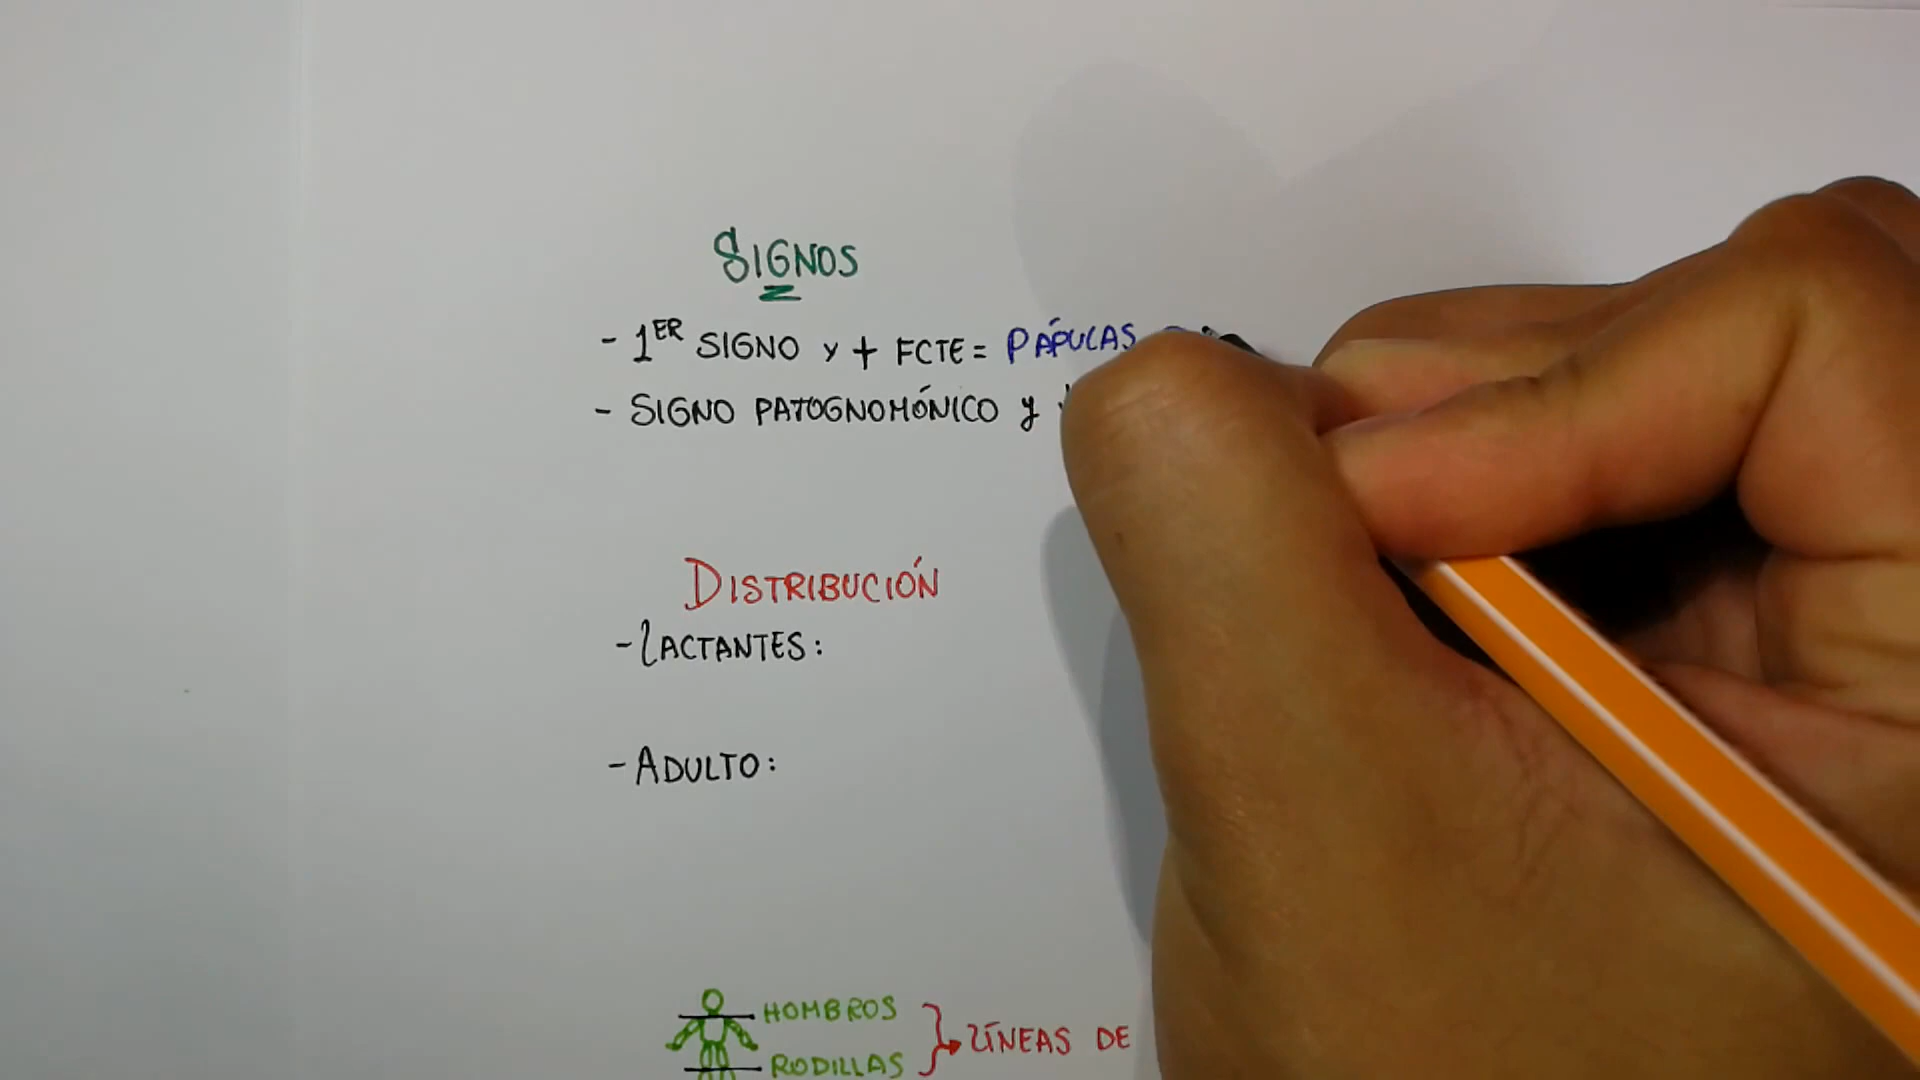 SIGNOS
- 1ER SIGNO Y + FCTE = PÁPULAS
- SIGNO PATOGNOMÓNICO Y
DISTRIBUCIÓN
- LACTANTES:
- ADULTO:
HOMBROS
RODILLAS
LÍNEAS DE